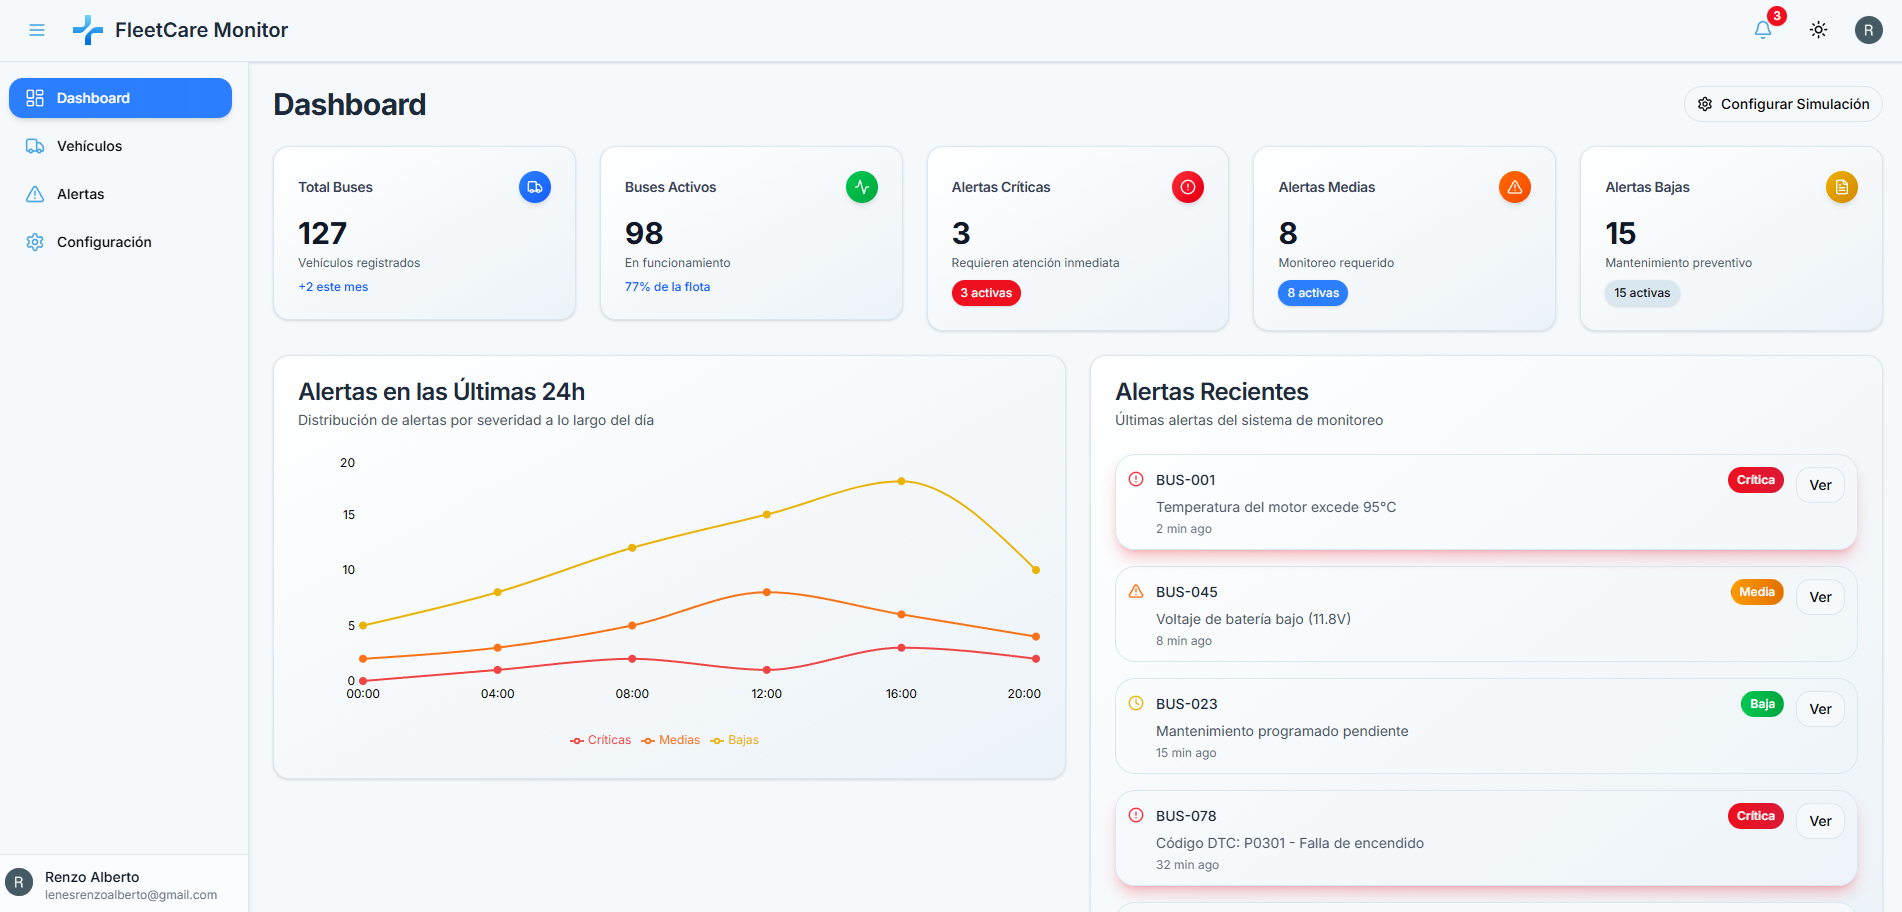 FleetCare Monitor
3
R
Dashboard
Vehículos
Alertas
Configuración
Dashboard
Configurar Simulación
Total Buses
127
Vehículos registrados
+2 este mes
Buses Activos
98
En funcionamiento
77% de la flota
Alertas Críticas
3
Requieren atención inmediata
3 activas
Alertas Medias
8
Monitoreo requerido
8 activas
Alertas Bajas
15
Mantenimiento preventivo
15 activas
Alertas en las Últimas 24h
Distribución de alertas por severidad a lo largo del día
20
15
10
5
0
00:00 04:00 08:00 12:00 16:00 20:00
Críticas Medias Bajas
Alertas Recientes
Últimas alertas del sistema de monitoreo
BUS-001 Crítica Ver
Temperatura del motor excede 95°C
2 min ago
BUS-045 Media Ver
Voltaje de batería bajo (11.8V)
8 min ago
BUS-023 Baja Ver
Mantenimiento programado pendiente
15 min ago
BUS-078 Crítica Ver
Código DTC: P0301 - Falla de encendido
32 min ago
R
Renzo Alberto
lenesrenzoalberto@gmail.com